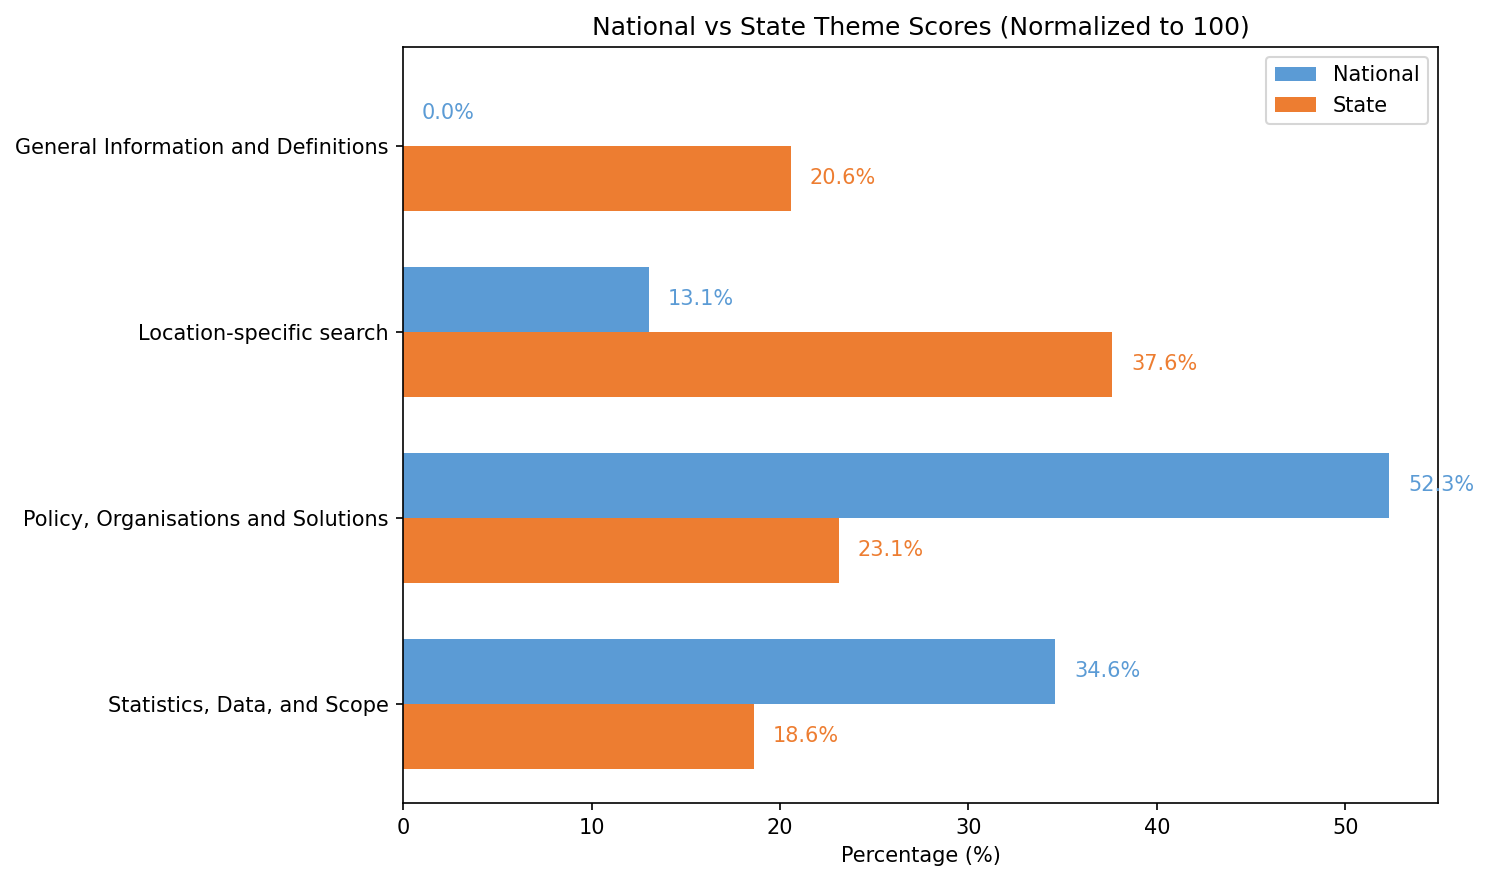 National vs State Theme Scores (Normalized to 100)
National
State
General Information and Definitions
0.0%
20.6%
Location-specific search
13.1%
37.6%
Policy, Organisations and Solutions
52.3%
23.1%
Statistics, Data, and Scope
34.6%
18.6%
0 10 20 30 40 50
Percentage (%)